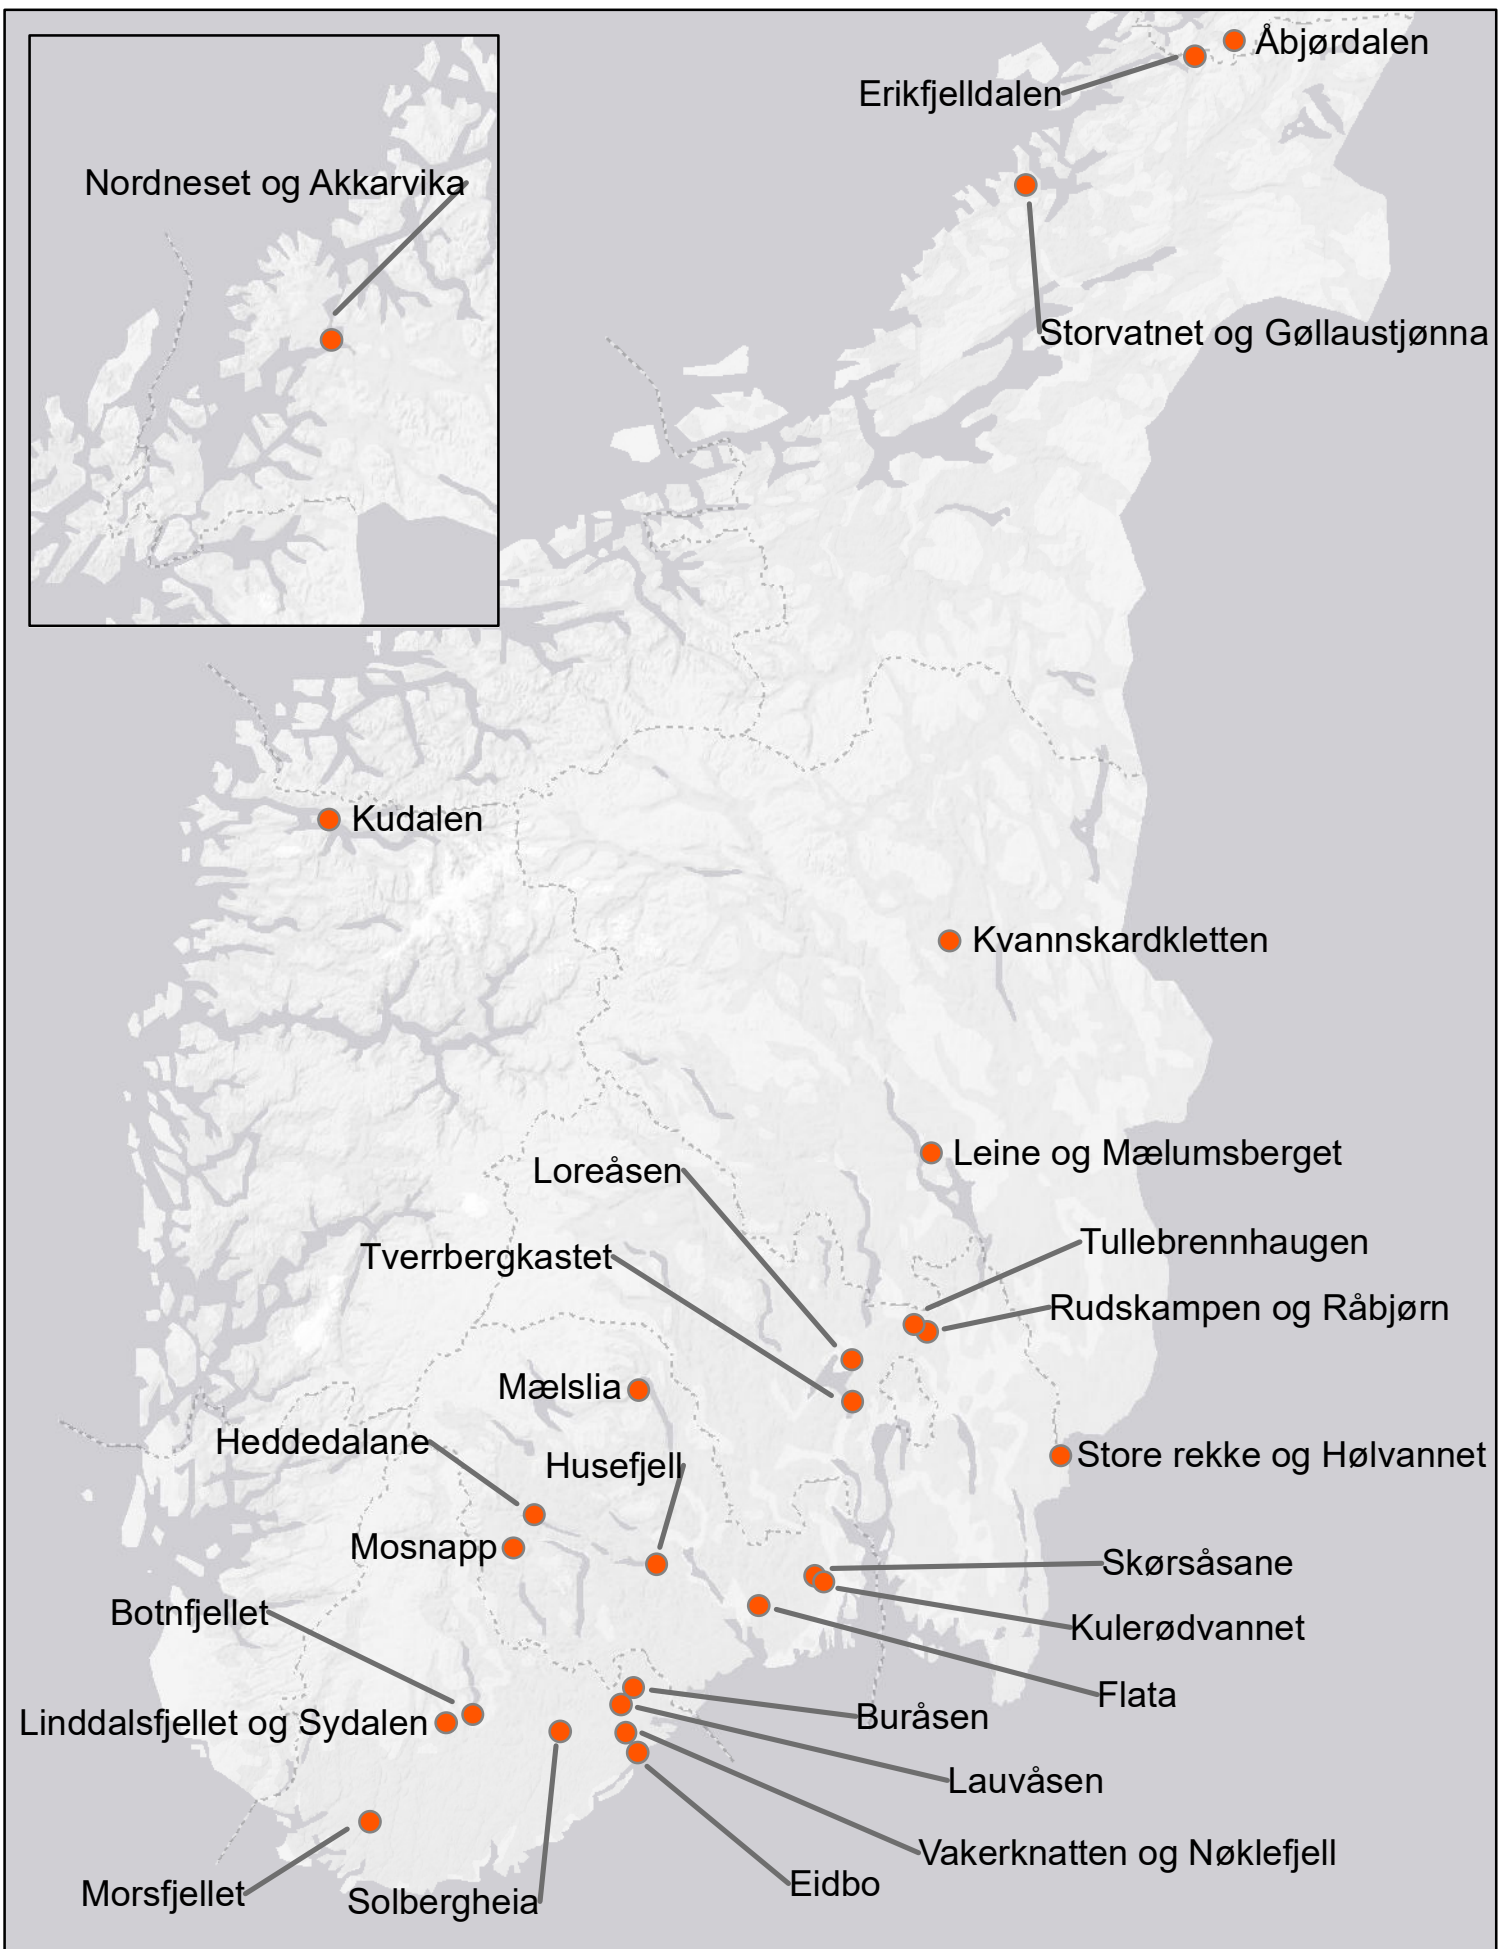 Åbjørdalen
Erikfjelldalen
Nordneset og Akkarvika
Storvatnet og Gøllaustjønna
Kudalen
Kvannskardkletten
Leine og Mælumsberget
Loreåsen
Tullebrennhaugen
Tverrbergkastet
Rudskampen og Råbjørn
Mælslia
Heddedalane
Store rekke og Hølvannet
Husefjell
Mosnapp
Skørsåsane
Botnfjellet
Kulerødvannet
Flata
Linddalsfjellet og Sydalen
Buråsen
Lauvåsen
Vakerknatten og Nøklefjell
Eidbo
Morsfjellet
Solbergheia